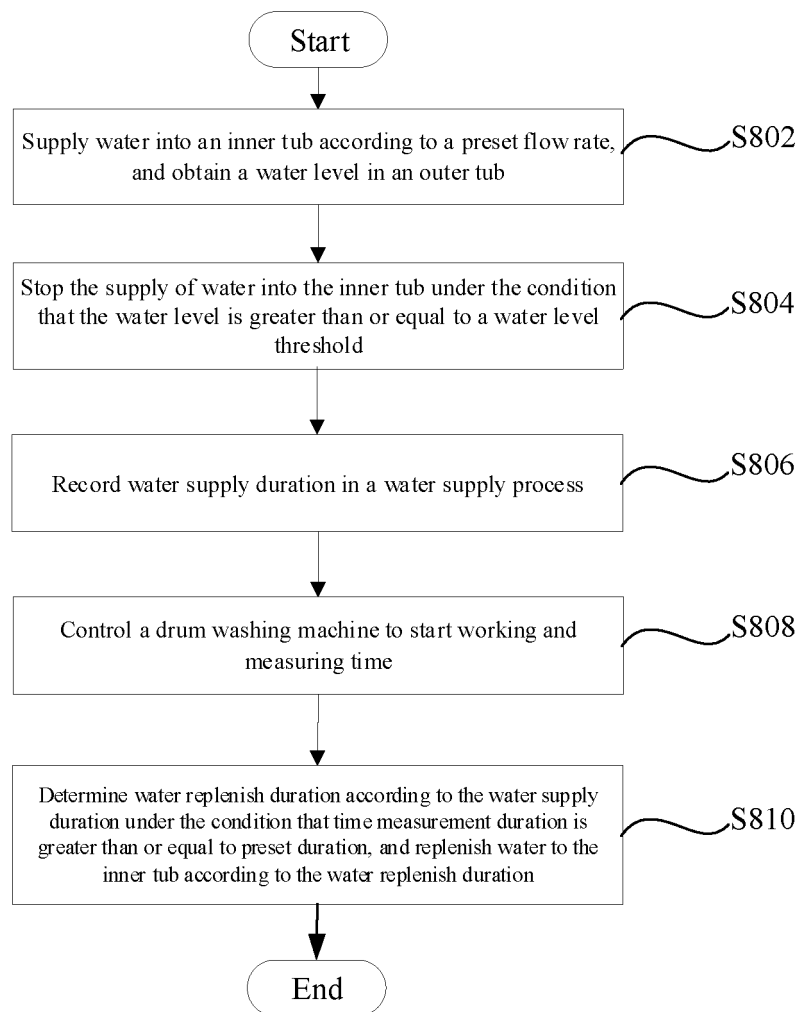 Start
Supply water into an inner tub according to a preset flow rate,
and obtain a water level in an outer tub
S802
Stop the supply of water into the inner tub under the condition
that the water level is greater than or equal to a water level
threshold
S804
Record water supply duration in a water supply process
S806
Control a drum washing machine to start working and
measuring time
S808
Determine water replenish duration according to the water supply
duration under the condition that time measurement duration is
greater than or equal to preset duration, and replenish water to the
inner tub according to the water replenish duration
S810
End